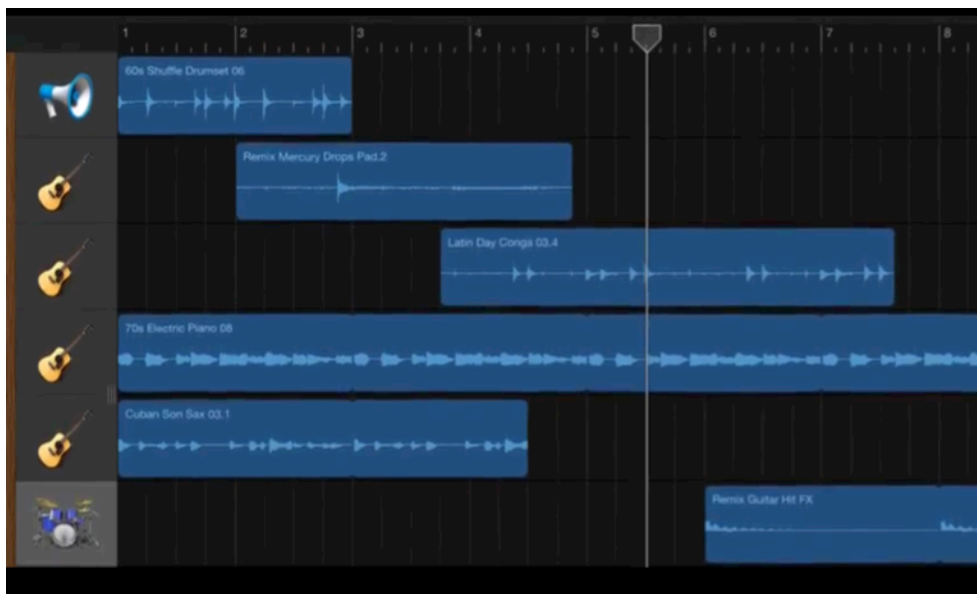 1 2 3 4 5 6 7 8
60s Shuffle Drumset 06
Remix Mercury Drops Pad.2
Latin Day Conga 03.4
70s Electric Piano 08
Cuban Son Sax 03.1
Remix Guitar Hit FX